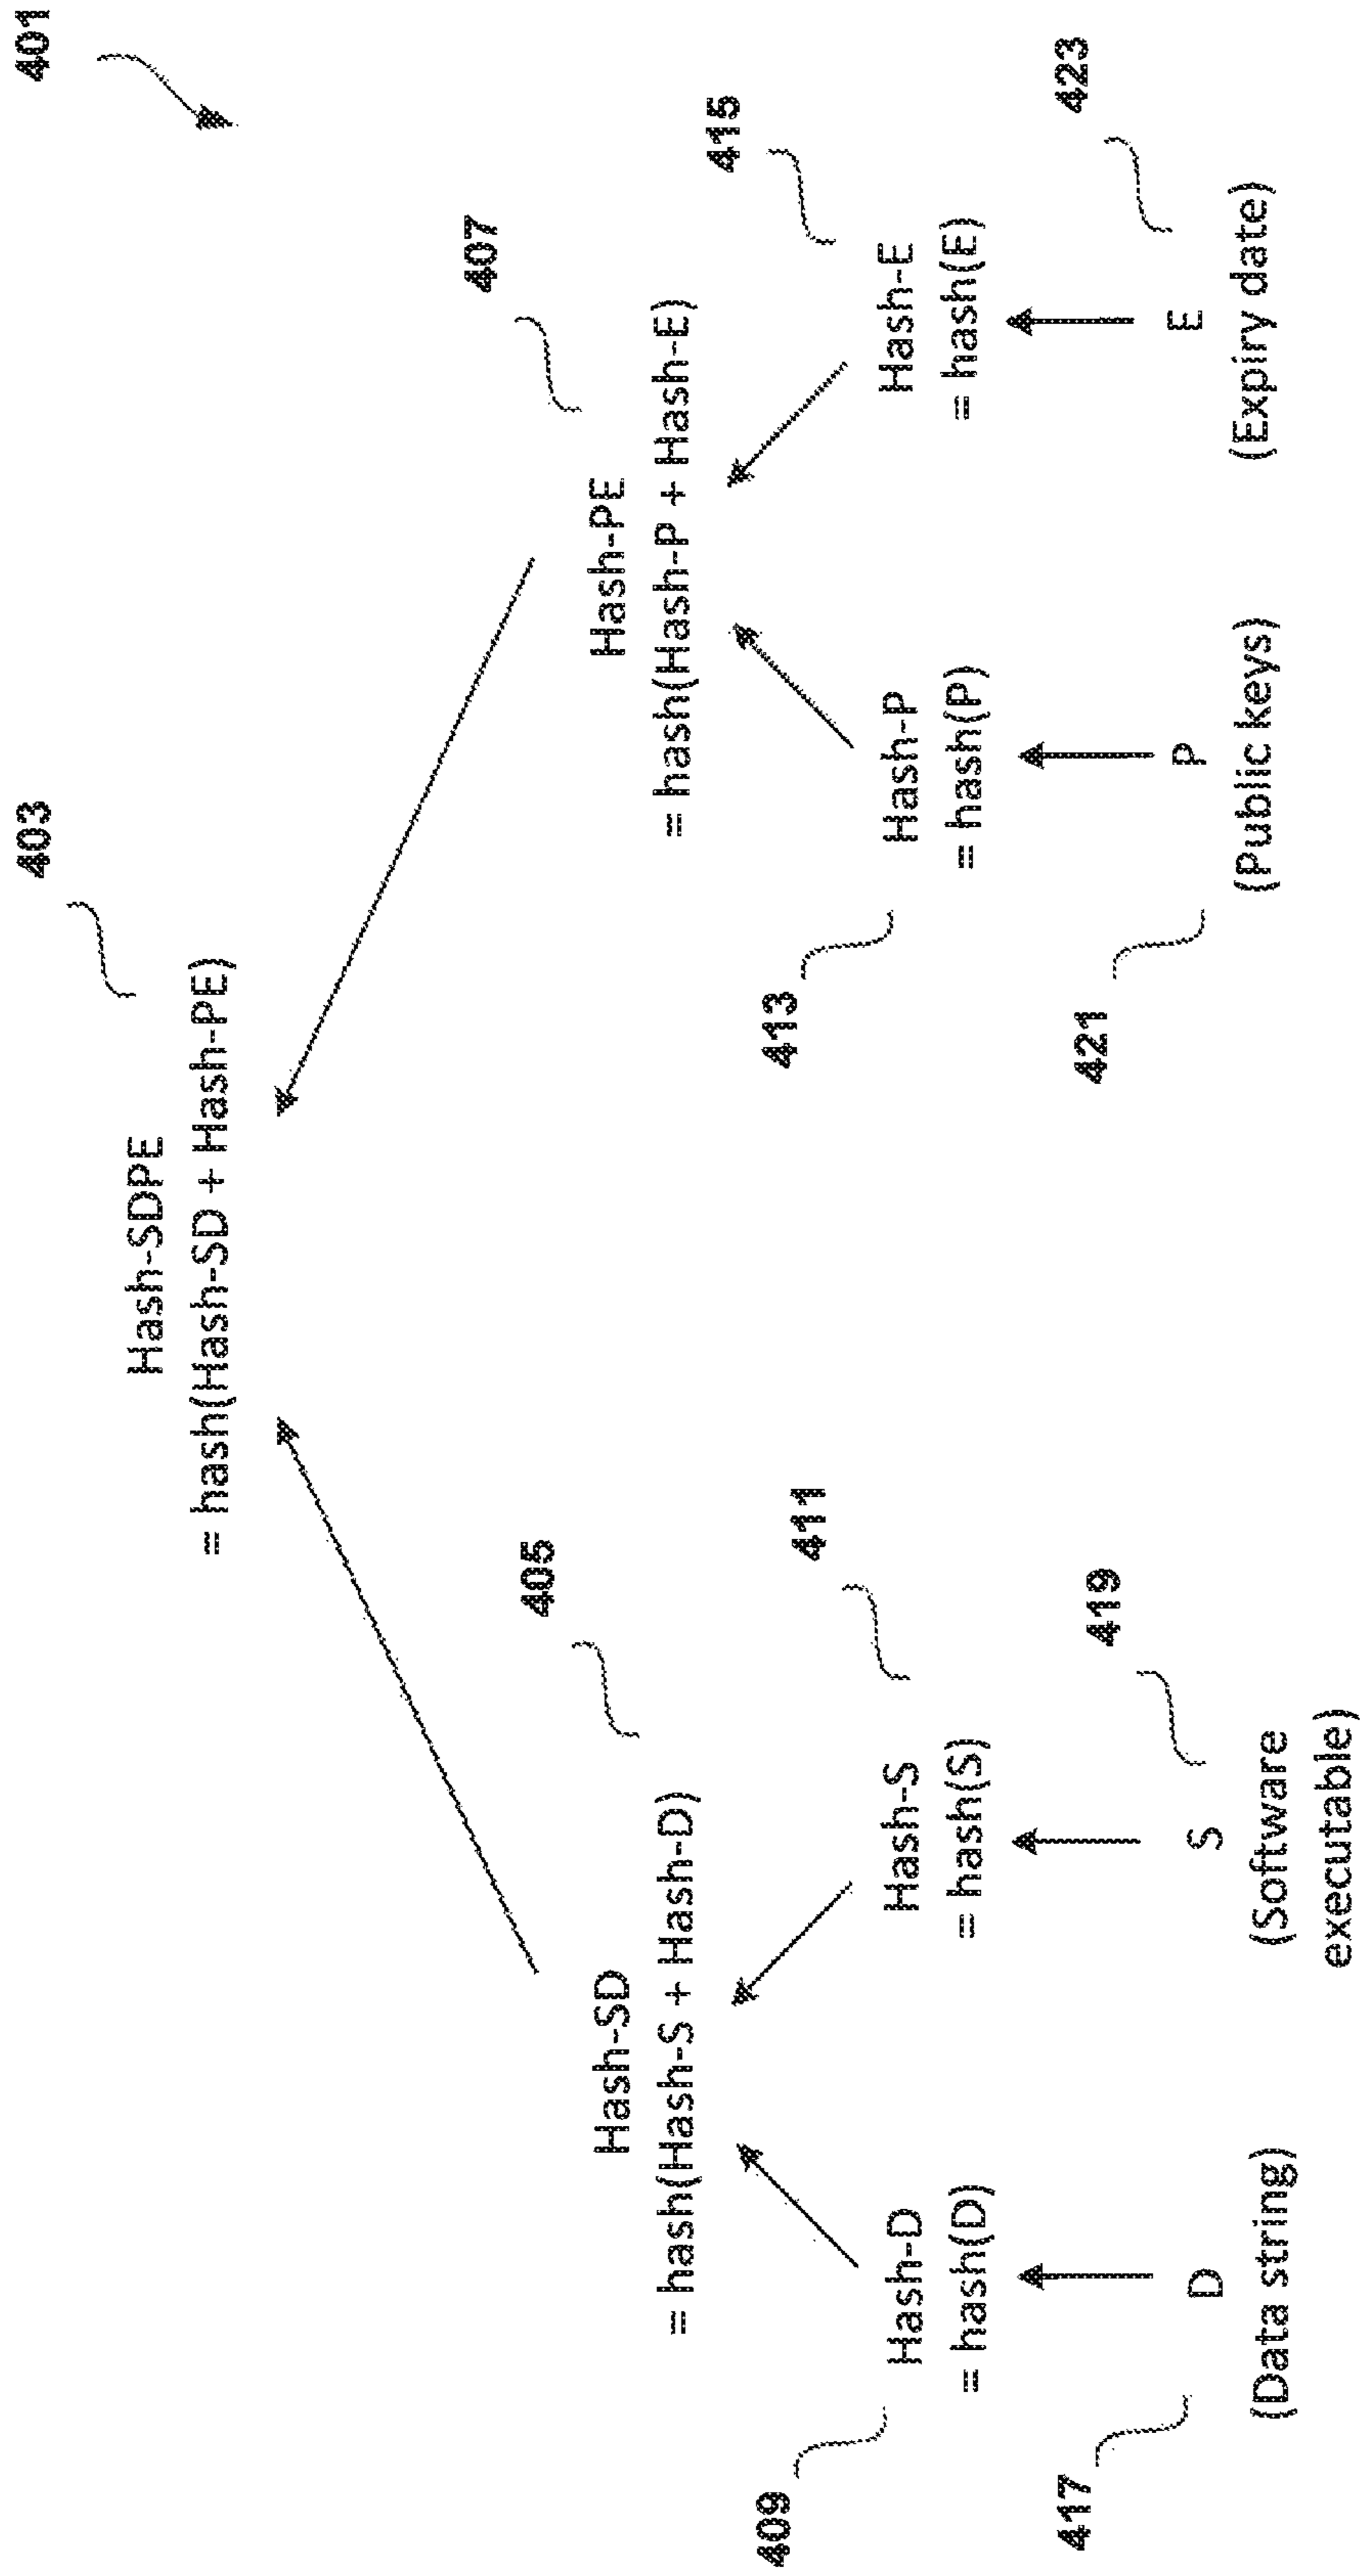 401
403
Hash-SDPE
= hash(Hash-SD + Hash-PE)
405
Hash-SD
= hash(Hash-S + Hash-D)
407
Hash-PE
= hash(Hash-P + Hash-E)
409
Hash-D
= hash(D)
411
Hash-S
= hash(S)
413
Hash-P
= hash(P)
415
Hash-E
= hash(E)
417
D
(Data string)
419
S
(Software
executable)
421
P
(Public keys)
423
E
(Expiry date)